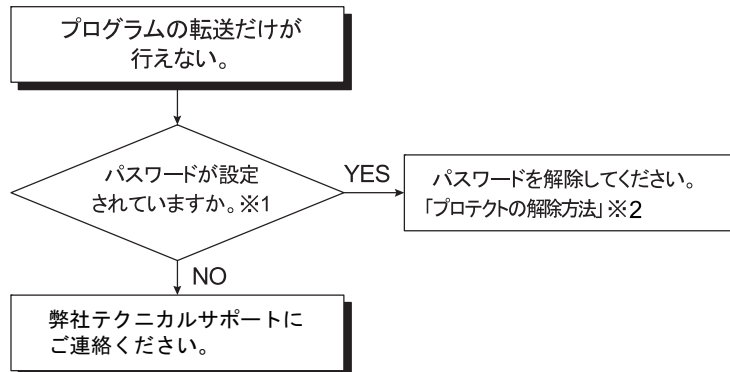 プログラムの転送だけが
行えない。
パスワードが設定
されていますか。※1
YES
パスワードを解除してください。
「プロテクトの解除方法」※2
NO
弊社テクニカルサポートに
ご連絡ください。